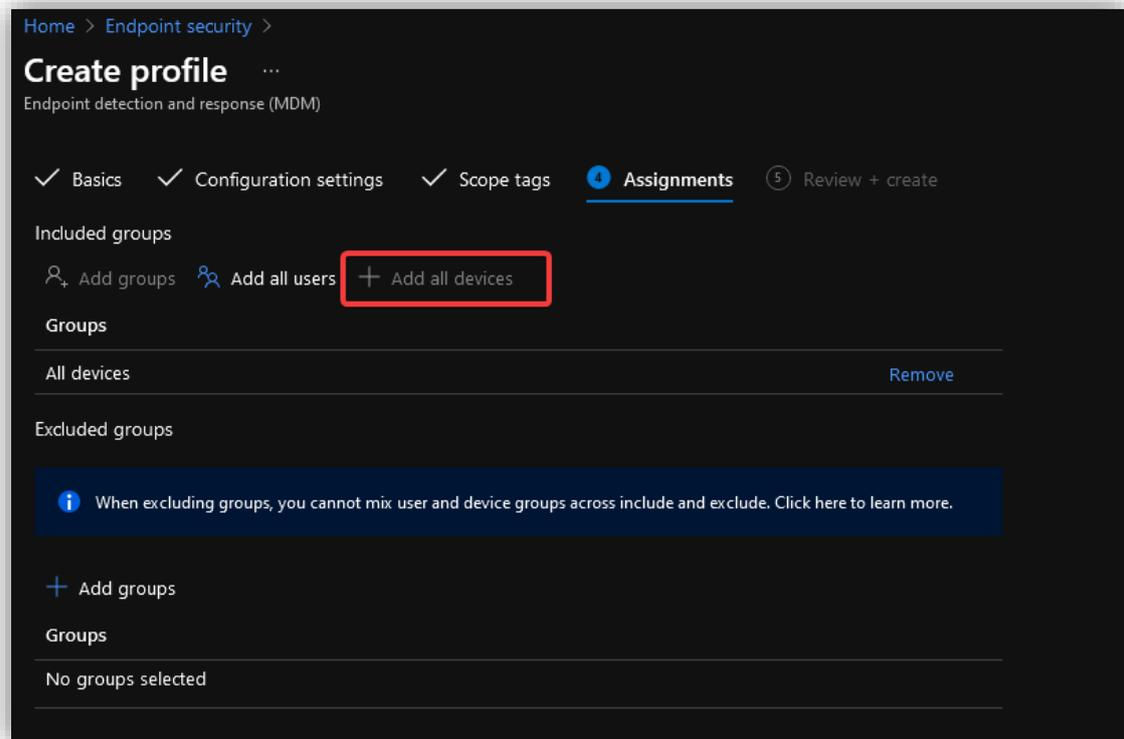 Home > Endpoint security >
Create profile ...
Endpoint detection and response (MDM)
Basics Configuration settings Scope tags 4 Assignments 5 Review + create
Included groups
Add groups Add all users + Add all devices
Groups
All devices Remove
Excluded groups
When excluding groups, you cannot mix user and device groups across include and exclude. Click here to learn more.
+ Add groups
Groups
No groups selected